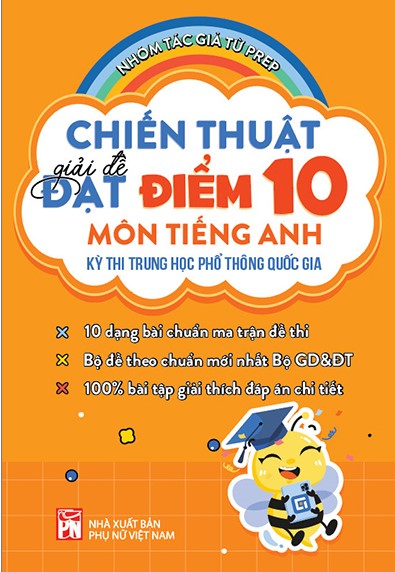 NHÓM TÁC GIẢ TỪ PREP
CHIẾN THUẬT
giải đề
ĐẠT ĐIỂM 10
MÔN TIẾNG ANH
KỲ THI TRUNG HỌC PHỔ THÔNG QUỐC GIA
10 dạng bài chuẩn ma trận đề thi
Bộ đề theo chuẩn mới nhất Bộ GD&ĐT
100% bài tập giải thích đáp án chi tiết
NHÀ XUẤT BẢN
PHỤ NỮ VIỆT NAM